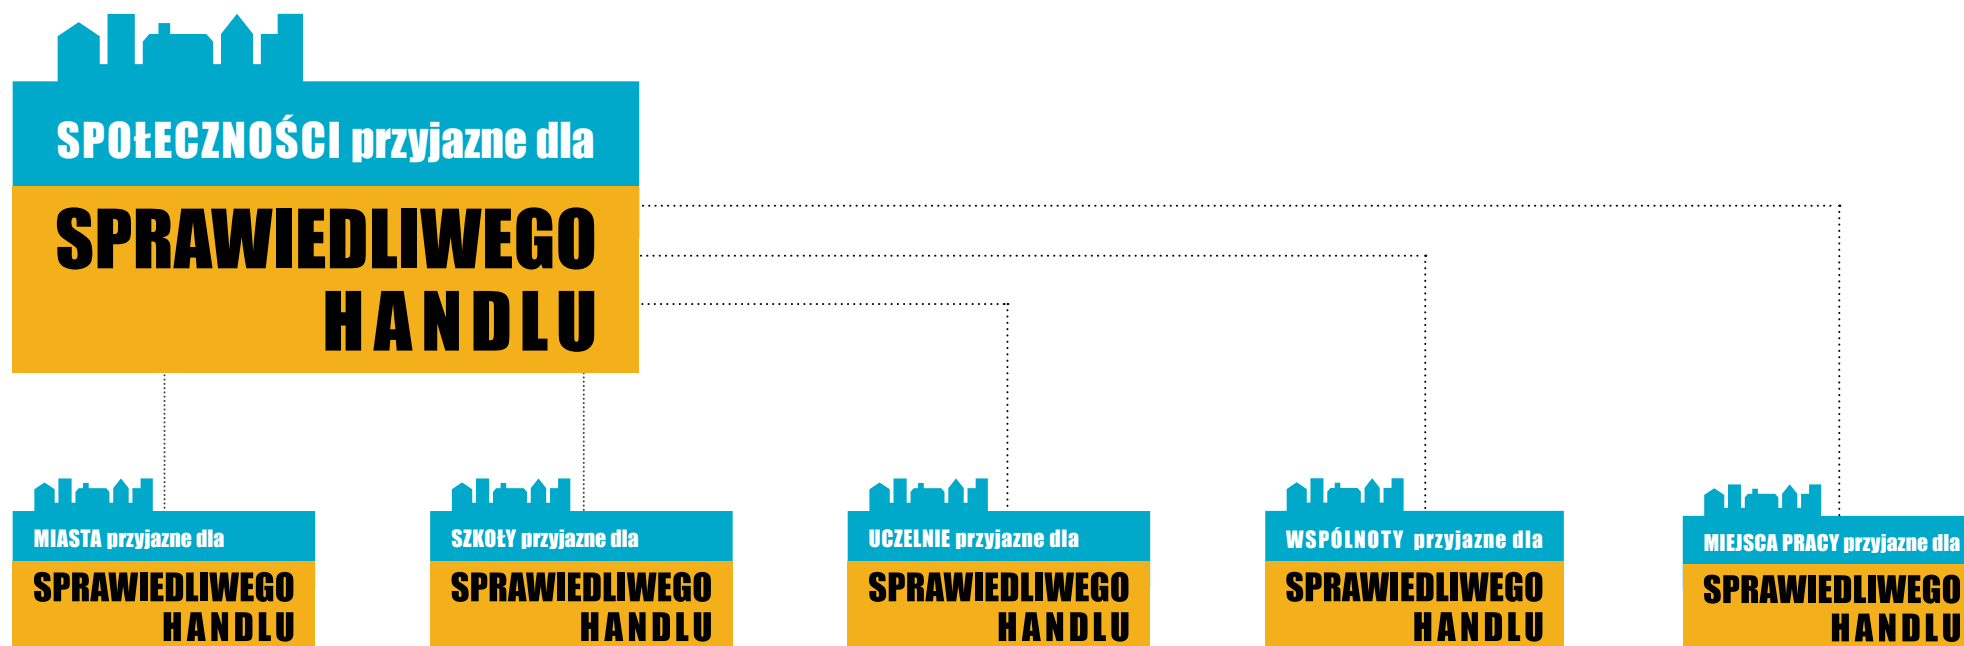 SPOŁECZNOŚCI przyjazne dla
SPRAWIEDLIWEGO
HANDLU
MIASTA przyjazne dla
SPRAWIEDLIWEGO
HANDLU
SZKOŁY przyjazne dla
SPRAWIEDLIWEGO
HANDLU
UCZELNIE przyjazne dla
SPRAWIEDLIWEGO
HANDLU
WSPÓLNOTY przyjazne dla
SPRAWIEDLIWEGO
HANDLU
MIEJSCA PRACY przyjazne dla
SPRAWIEDLIWEGO
HANDLU